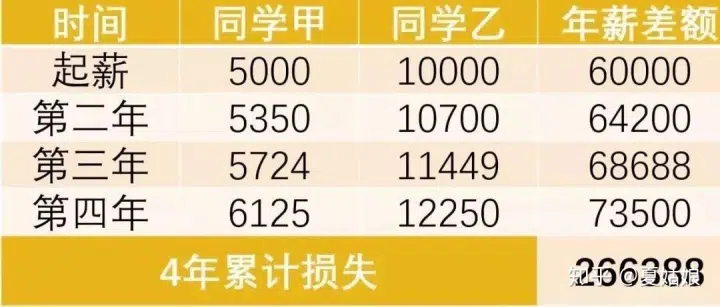 时间 同学甲 同学乙 年薪差额
起薪 5000 10000 60000
第二年 5350 10700 64200
第三年 5724 11449 68688
第四年 6125 12250 73500
4年累计损失 266388
知乎 @夏姑娘